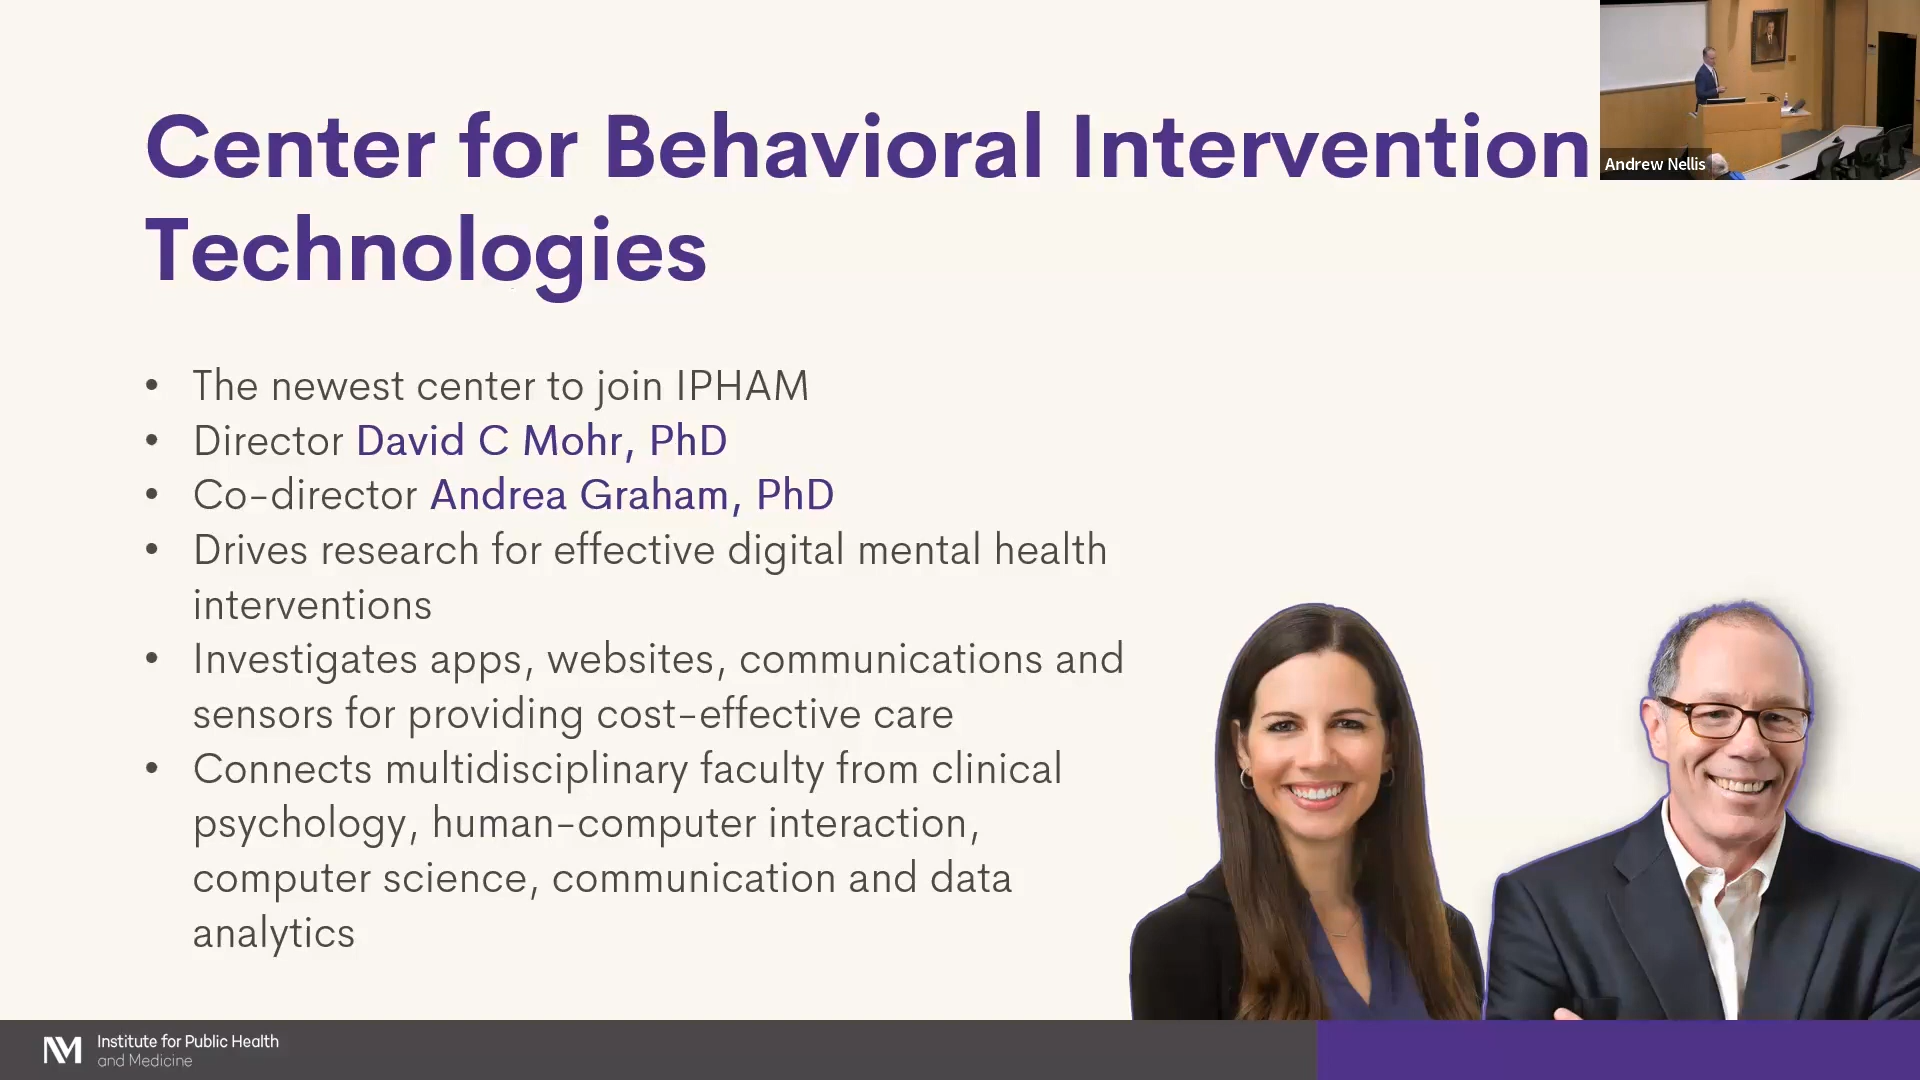 Center for Behavioral Intervention
Technologies
Andrew Nellis
• The newest center to join IPHAM
• Director David C Mohr, PhD
• Co-director Andrea Graham, PhD
• Drives research for effective digital mental health
interventions
• Investigates apps, websites, communications and
sensors for providing cost-effective care
• Connects multidisciplinary faculty from clinical
psychology, human-computer interaction,
computer science, communication and data
analytics
NM
Institute for Public Health
and Medicine